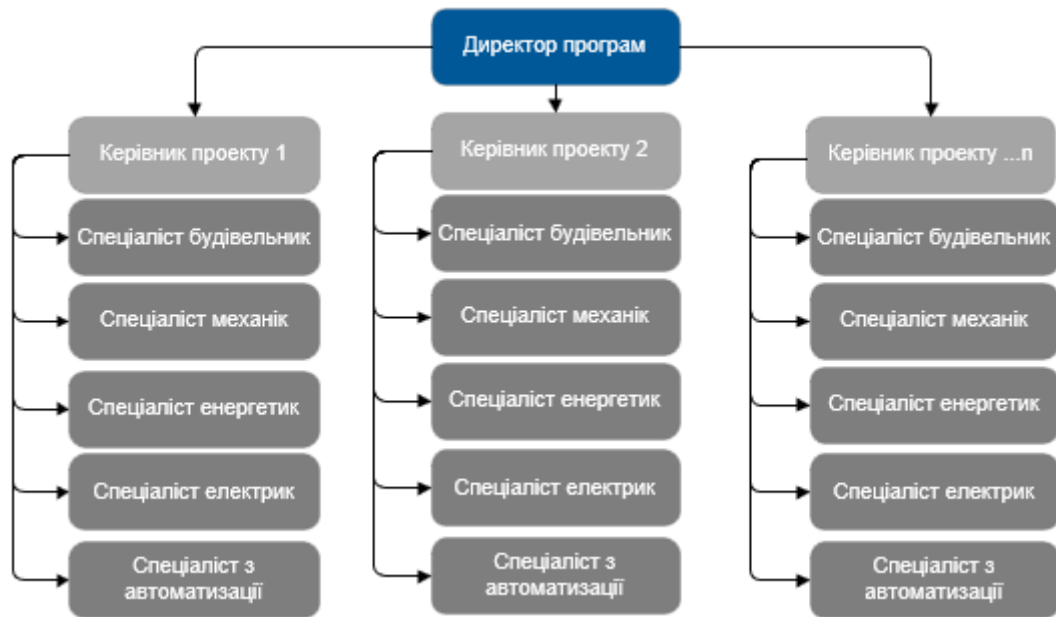 Директор програм
Керівник проекту 1
Спеціаліст будівельник
Спеціаліст механік
Спеціаліст енергетик
Спеціаліст електрик
Спеціаліст з
автоматизації
Керівник проекту 2
Спеціаліст будівельник
Спеціаліст механік
Спеціаліст енергетик
Спеціаліст електрик
Спеціаліст з
автоматизації
Керівник проекту ...n
Спеціаліст будівельник
Спеціаліст механік
Спеціаліст енергетик
Спеціаліст електрик
Спеціаліст з
автоматизації